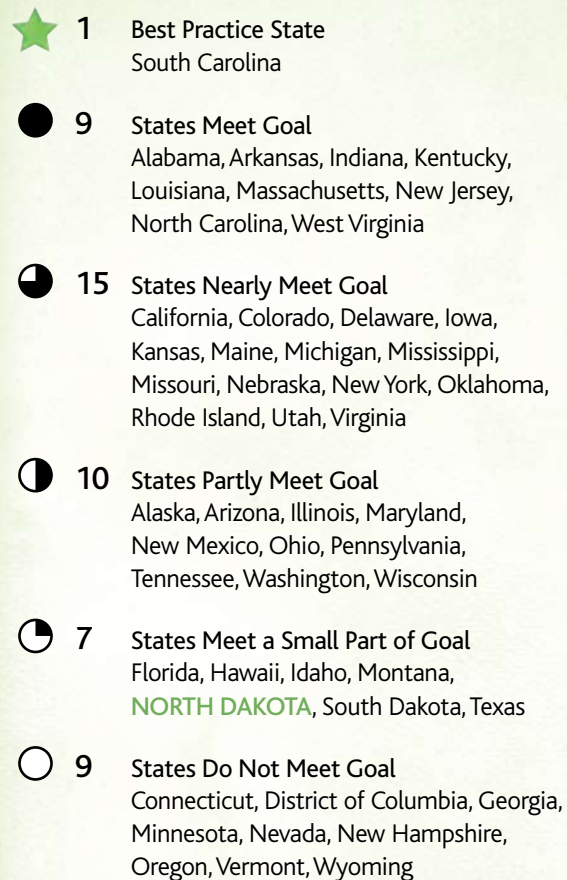 1 Best Practice State
South Carolina
9 States Meet Goal
Alabama, Arkansas, Indiana, Kentucky,
Louisiana, Massachusetts, New Jersey,
North Carolina, West Virginia
15 States Nearly Meet Goal
California, Colorado, Delaware, Iowa,
Kansas, Maine, Michigan, Mississippi,
Missouri, Nebraska, New York, Oklahoma,
Rhode Island, Utah, Virginia
10 States Partly Meet Goal
Alaska, Arizona, Illinois, Maryland,
New Mexico, Ohio, Pennsylvania,
Tennessee, Washington, Wisconsin
7 States Meet a Small Part of Goal
Florida, Hawaii, Idaho, Montana,
NORTH DAKOTA, South Dakota, Texas
9 States Do Not Meet Goal
Connecticut, District of Columbia, Georgia,
Minnesota, Nevada, New Hampshire,
Oregon, Vermont, Wyoming